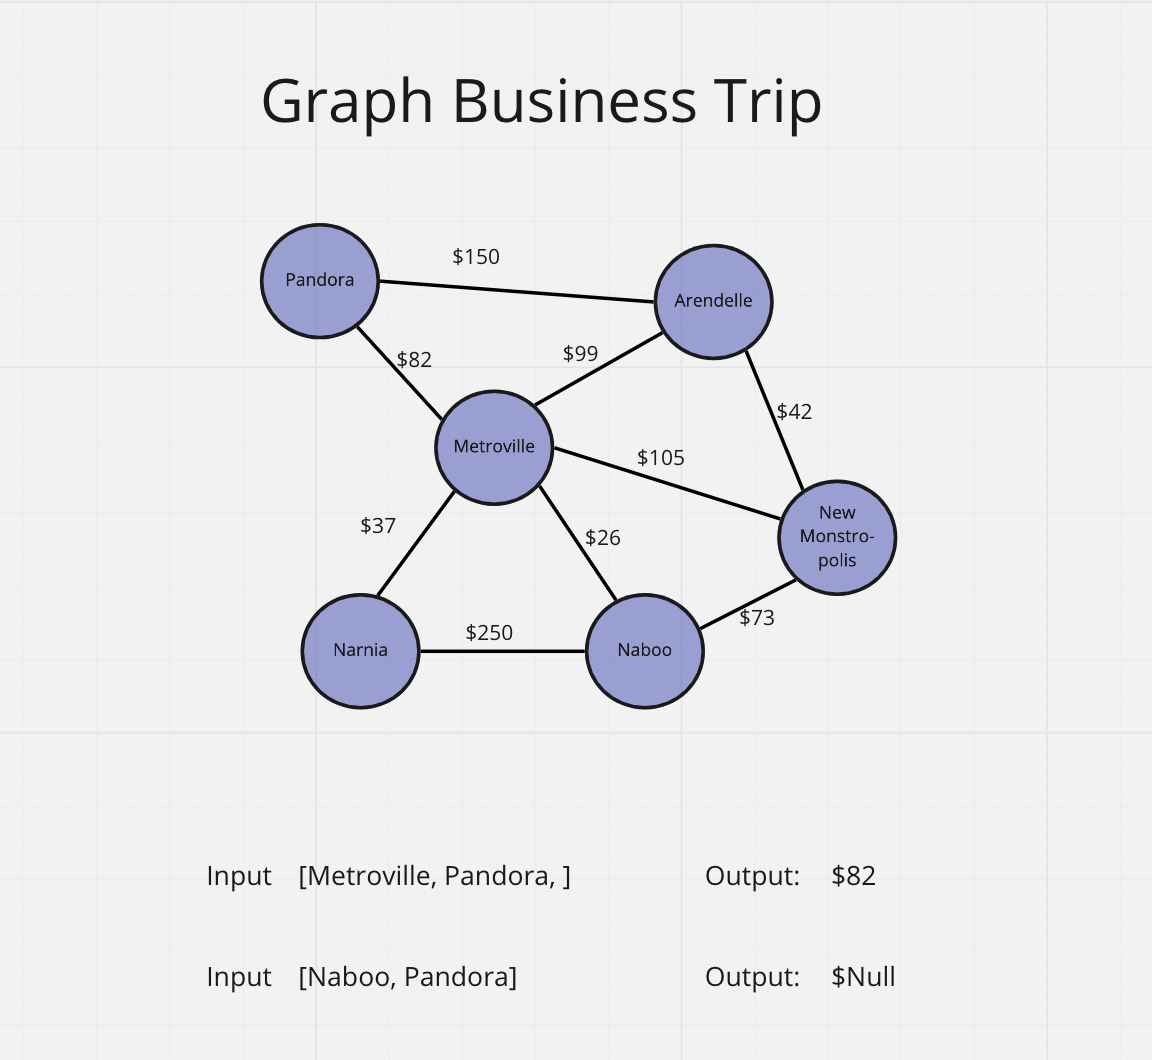 Graph Business Trip
$150
Pandora
Arendelle
$99
$82
$42
Metroville
$105
New
Monstro-
polis
$37
$26
$73
$250
Narnia
Naboo
Input [Metroville, Pandora, ] Output: $82
Input [Naboo, Pandora] Output: $Null